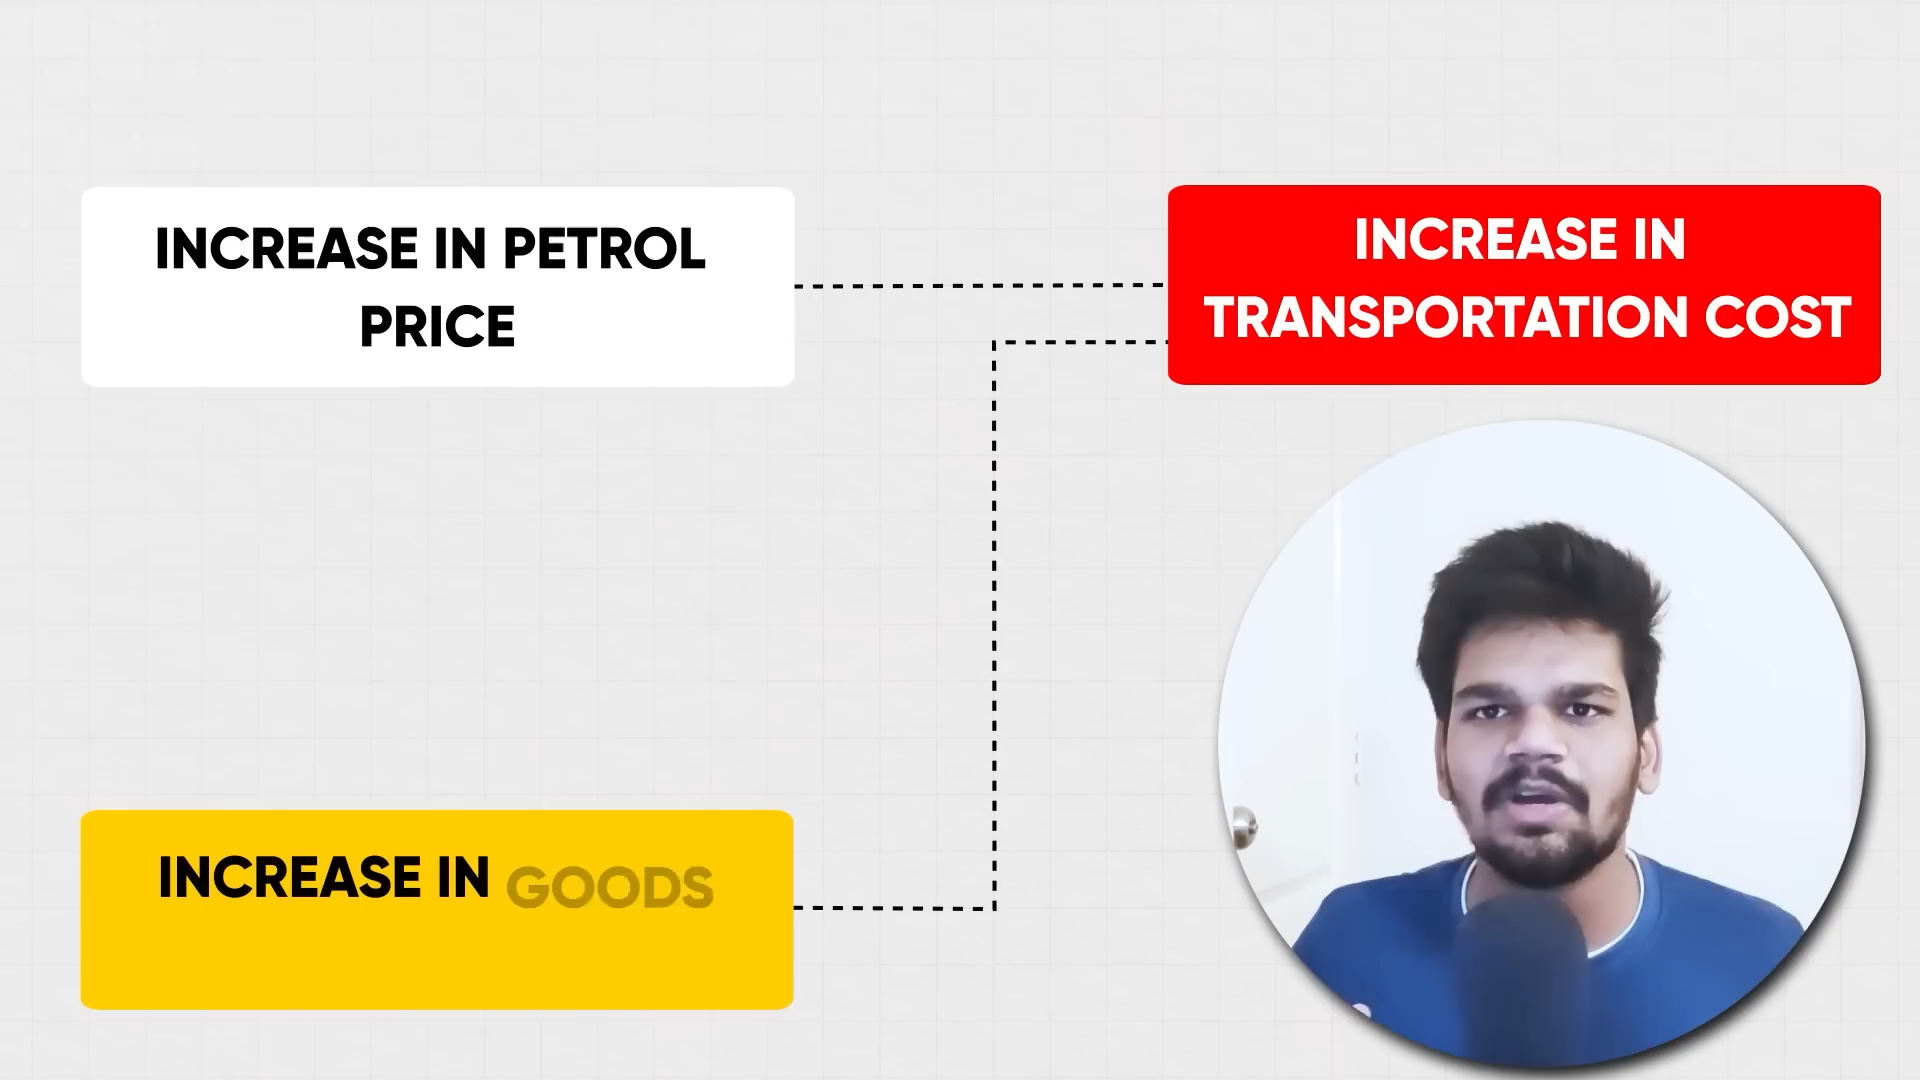 INCREASE IN PETROL
PRICE
INCREASE IN
TRANSPORTATION COST
INCREASE IN GOODS